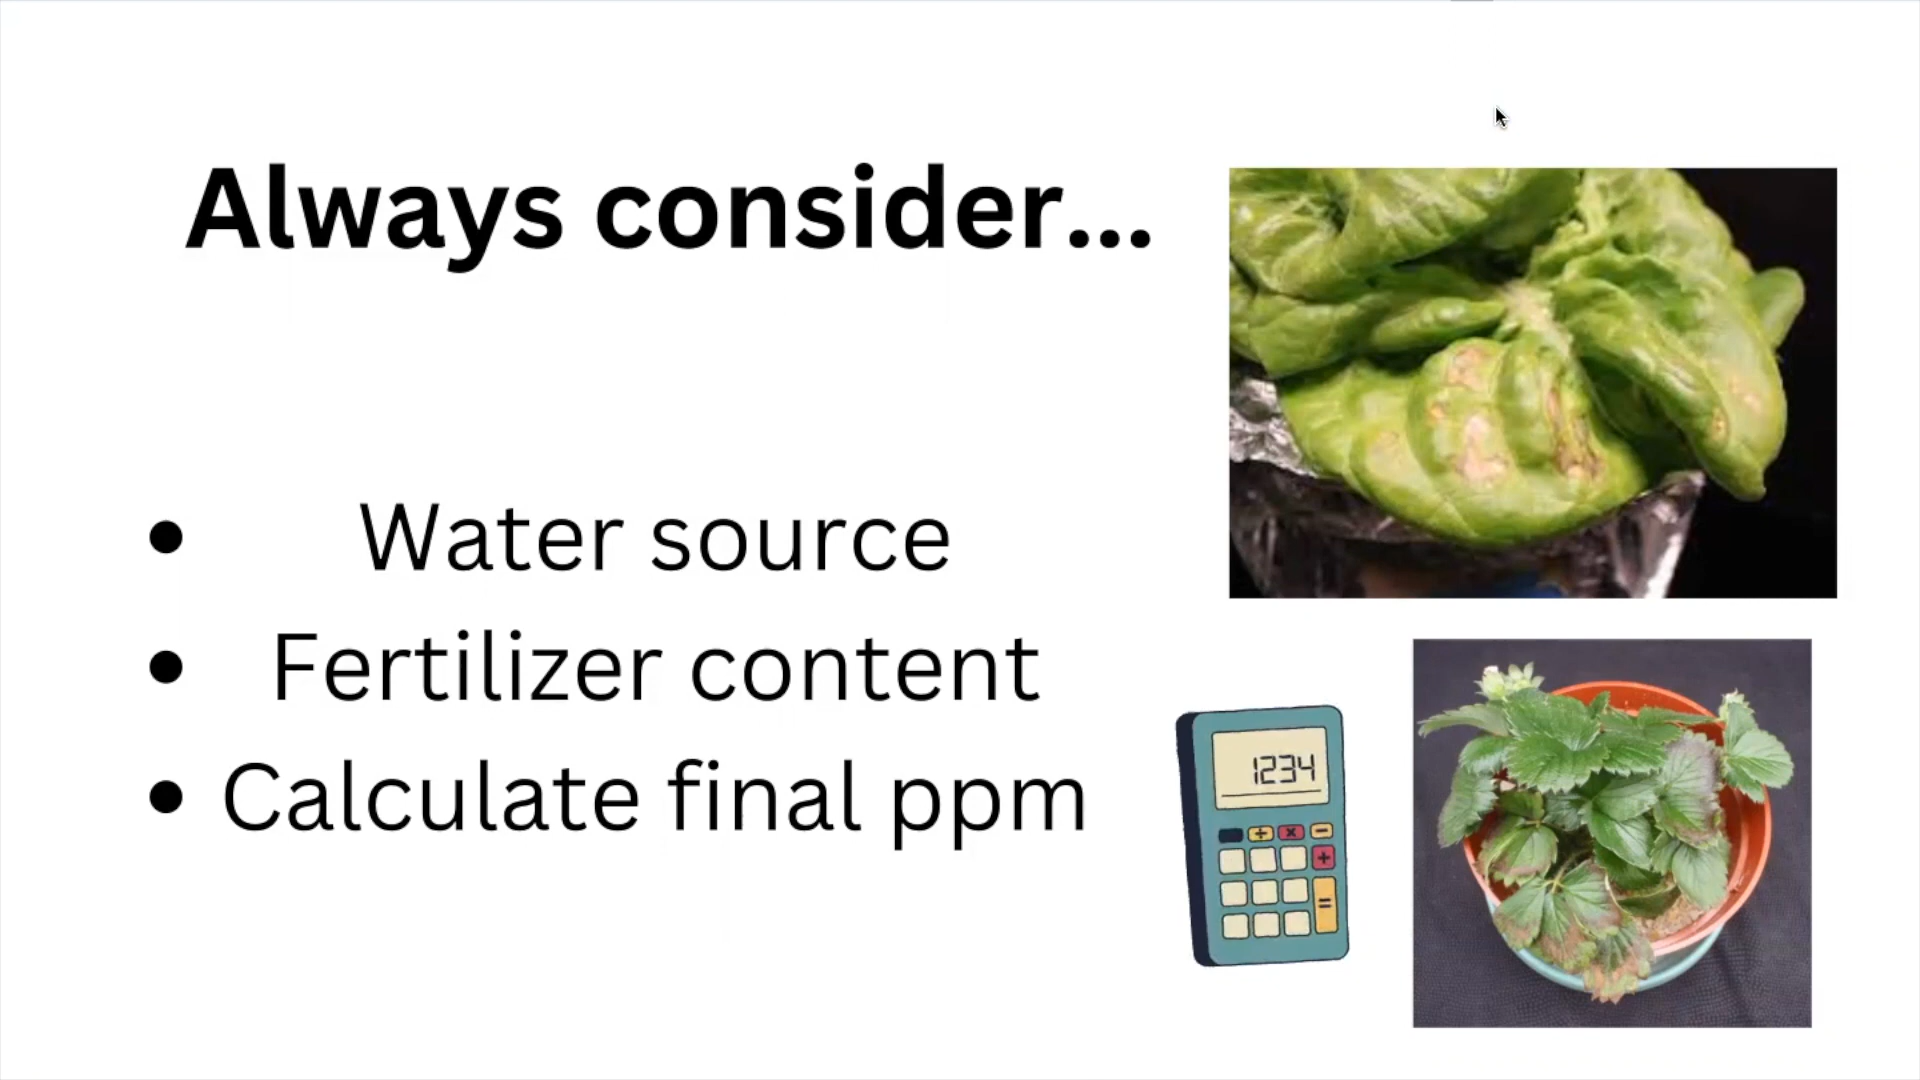 Always consider...
• Water source
• Fertilizer content
• Calculate final ppm
1234
÷ × −
+
=